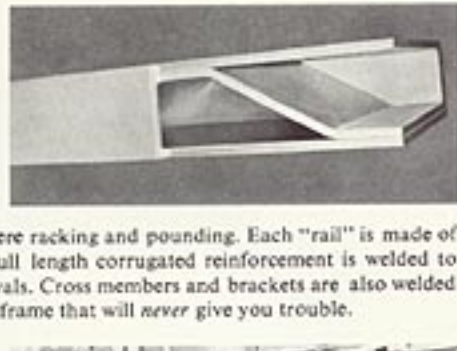 ere racking and pounding. Each "rail" is made of
ull length corrugated reinforcement is welded to
vals. Cross members and brackets are also welded
frame that will never give you trouble.